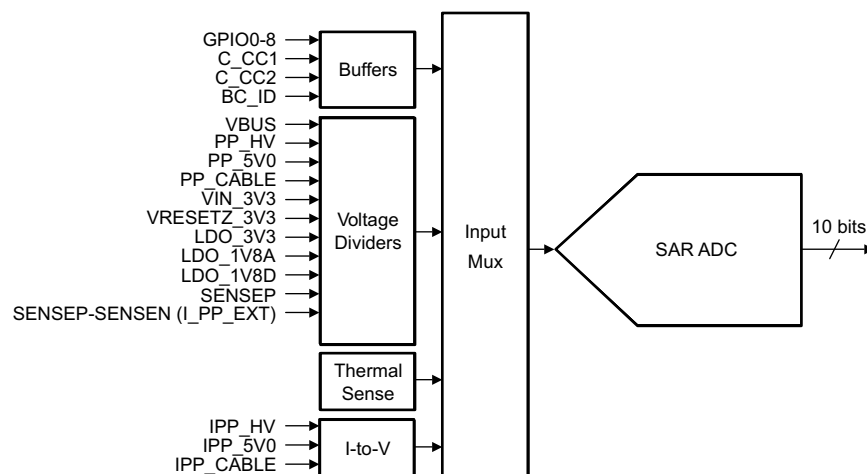 GPIO0-8
C_CC1
C_CC2
BC_ID
Buffers
VBUS
PP_HV
PP_5V0
PP_CABLE
VIN_3V3
VRESETZ_3V3
LDO_3V3
LDO_1V8A
LDO_1V8D
SENSEP
SENSEP-SENSEN (I_PP_EXT)
Voltage
Dividers
Thermal
Sense
IPP_HV
IPP_5V0
IPP_CABLE
I-to-V
Input
Mux
SAR ADC
10 bits